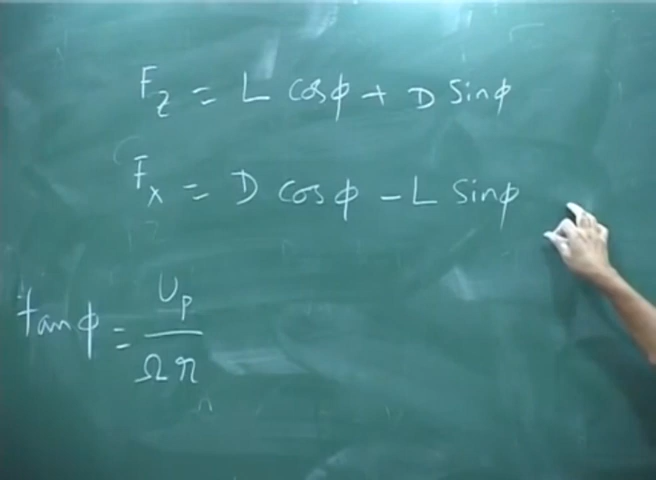 F_z = L cosϕ + D Sinϕ
F_x = D cosϕ - L Sinϕ
tanϕ = U_P / Ωr